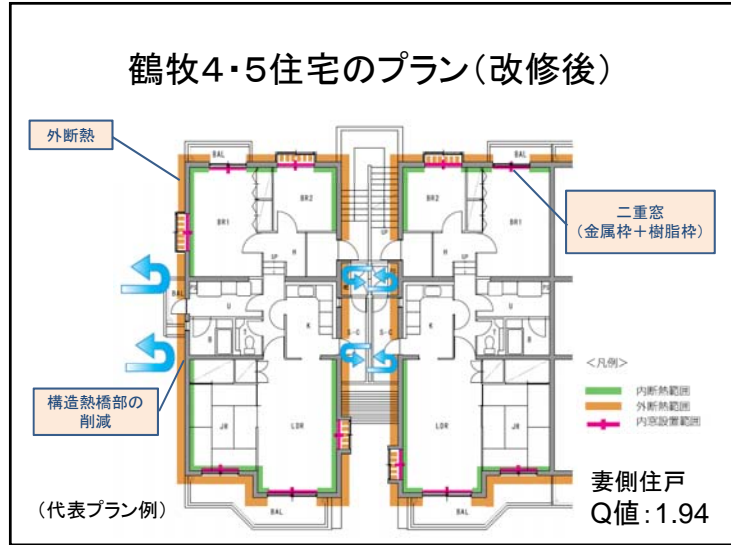 鶴牧4・5住宅のプラン(改修後)
外断熱
二重窓
(金属枠+樹脂枠)
構造熱橋部の
削減
BAL
BAL
BR1
BR2
UP
BR2
BR1
H
UP
H
UP
BAL
U
K
S-C
K
U
B
T
T
B
JR
LDR
LDR
JR
BAL
BAL
<凡例>
内断熱範囲
外断熱範囲
内窓設置範囲
(代表プラン例)
妻側住戸
Q値:1.94